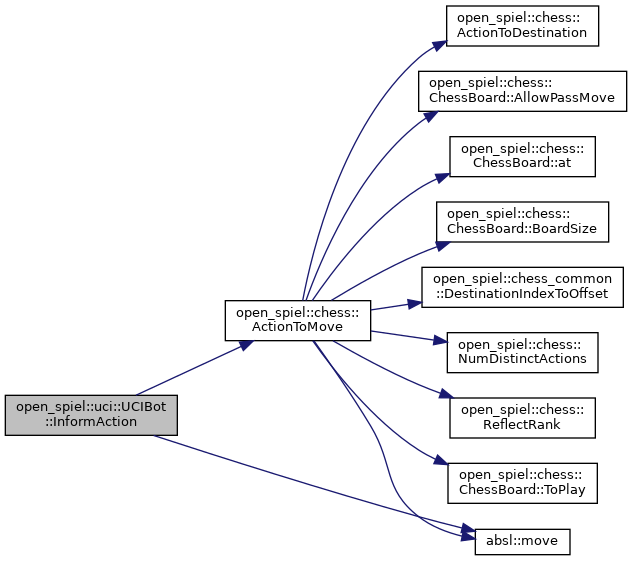 open_spiel::chess::
ActionToDestination
open_spiel::chess::
ChessBoard::AllowPassMove
open_spiel::chess::
ChessBoard::at
open_spiel::chess::
ChessBoard::BoardSize
open_spiel::chess_common
::DestinationIndexToOffset
open_spiel::chess::
ActionToMove
open_spiel::chess::
NumDistinctActions
open_spiel::uci::UCIBot
::InformAction
open_spiel::chess::
ReflectRank
open_spiel::chess::
ChessBoard::ToPlay
absl::move